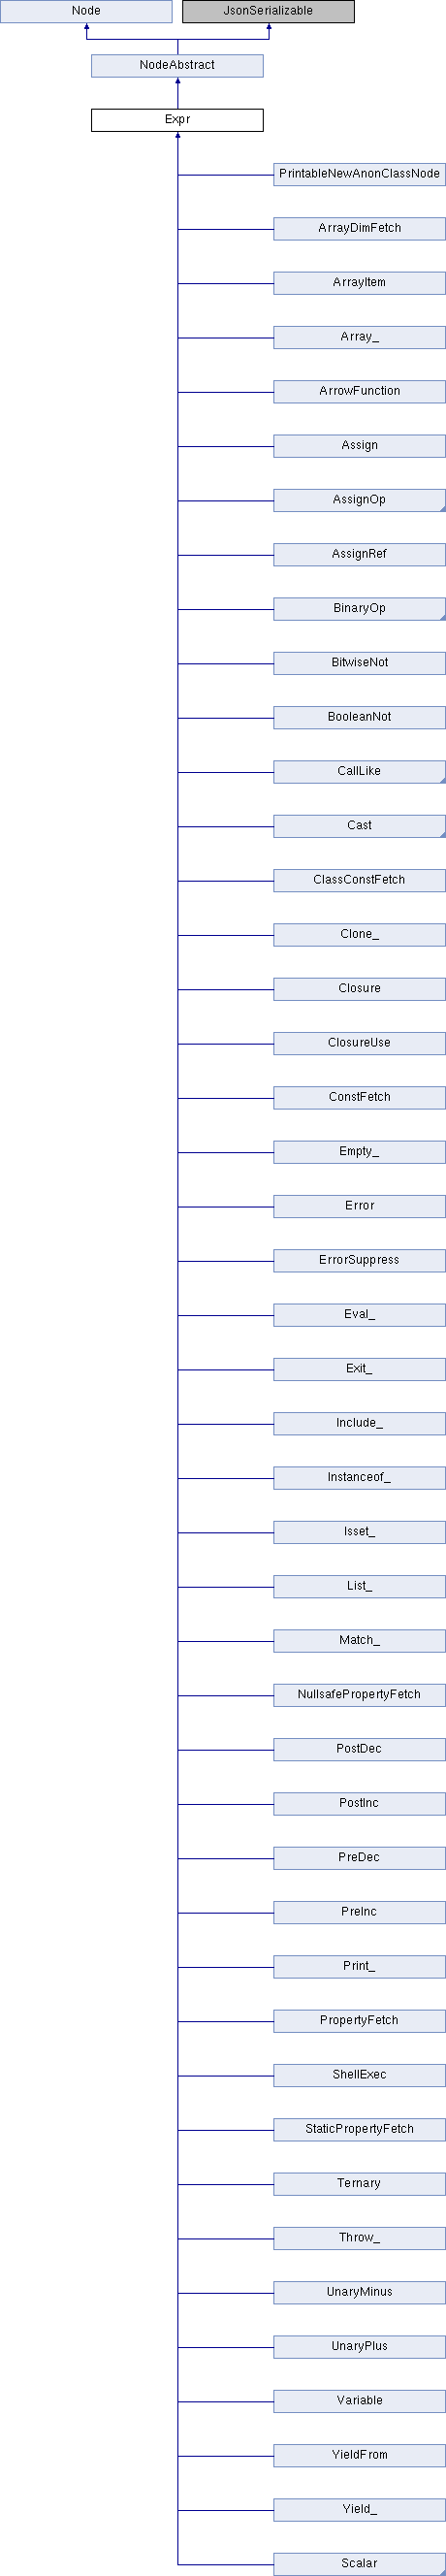 Node
JsonSerializable
NodeAbstract
Expr
PrintableNewAnonClassNode
ArrayDimFetch
ArrayItem
Array_
ArrowFunction
Assign
AssignOp
AssignRef
BinaryOp
BitwiseNot
BooleanNot
CallLike
Cast
ClassConstFetch
Clone_
Closure
ClosureUse
ConstFetch
Empty_
Error
ErrorSuppress
Eval_
Exit_
Include_
Instanceof_
Isset_
List_
Match_
NullsafePropertyFetch
PostDec
PostInc
PreDec
PreInc
Print_
PropertyFetch
ShellExec
StaticPropertyFetch
Ternary
Throw_
UnaryMinus
UnaryPlus
Variable
YieldFrom
Yield_
Scalar